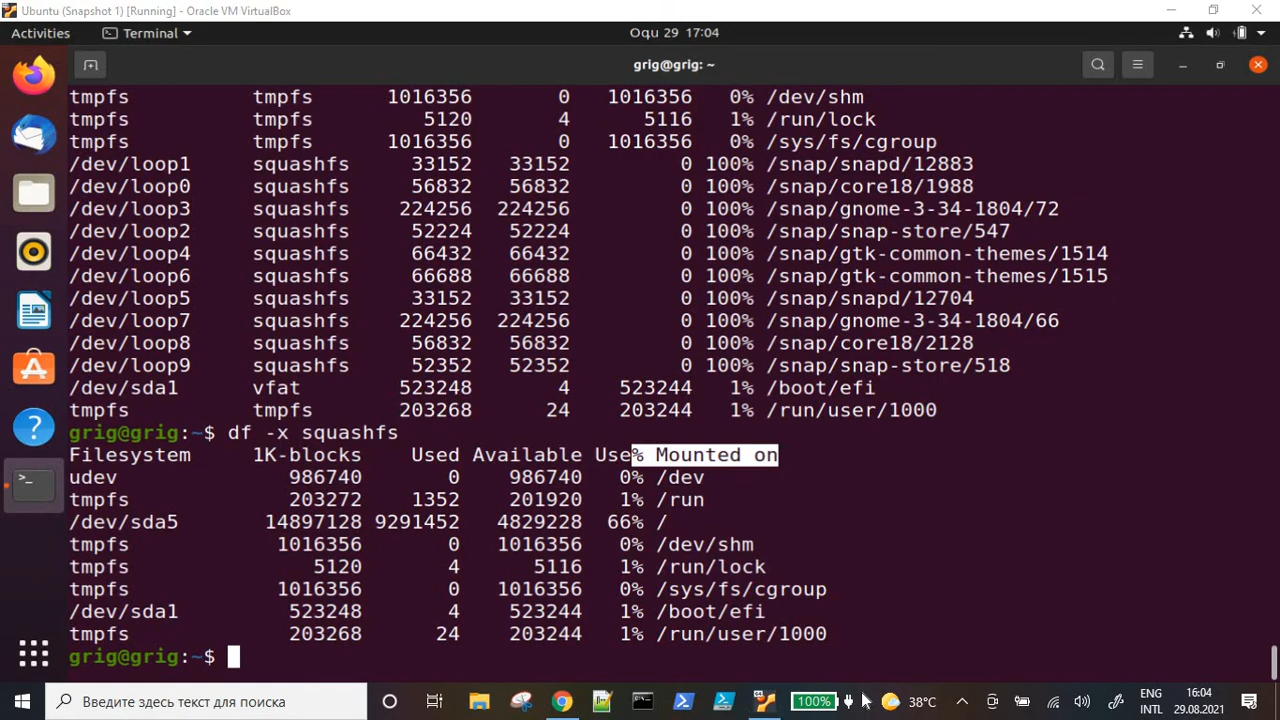 Ubuntu (Snapshot 1) [Running] - Oracle VM VirtualBox
Activities Terminal Օգս 29 17:04
grig@grig: ~
tmpfs tmpfs 1016356 0 1016356 0% /dev/shm
tmpfs tmpfs 5120 4 5116 1% /run/lock
tmpfs tmpfs 1016356 0 1016356 0% /sys/fs/cgroup
/dev/loop1 squashfs 33152 33152 0 100% /snap/snapd/12883
/dev/loop0 squashfs 56832 56832 0 100% /snap/core18/1988
/dev/loop3 squashfs 224256 224256 0 100% /snap/gnome-3-34-1804/72
/dev/loop2 squashfs 52224 52224 0 100% /snap/snap-store/547
/dev/loop4 squashfs 66432 66432 0 100% /snap/gtk-common-themes/1514
/dev/loop6 squashfs 66688 66688 0 100% /snap/gtk-common-themes/1515
/dev/loop5 squashfs 33152 33152 0 100% /snap/snapd/12704
/dev/loop7 squashfs 224256 224256 0 100% /snap/gnome-3-34-1804/66
/dev/loop8 squashfs 56832 56832 0 100% /snap/core18/2128
/dev/loop9 squashfs 52352 52352 0 100% /snap/snap-store/518
/dev/sda1 vfat 523248 4 523244 1% /boot/efi
tmpfs tmpfs 203268 24 203244 1% /run/user/1000
grig@grig:~$ df -x squashfs
Filesystem 1K-blocks Used Available Use% Mounted on
udev 986740 0 986740 0% /dev
tmpfs 203272 1352 201920 1% /run
/dev/sda5 14897128 9291452 4829228 66% /
tmpfs 1016356 0 1016356 0% /dev/shm
tmpfs 5120 4 5116 1% /run/lock
tmpfs 1016356 0 1016356 0% /sys/fs/cgroup
/dev/sda1 523248 4 523244 1% /boot/efi
tmpfs 203268 24 203244 1% /run/user/1000
grig@grig:~$
Введите здесь текст для поиска 100% 38°C ENG 16:04
INTL 29.08.2021